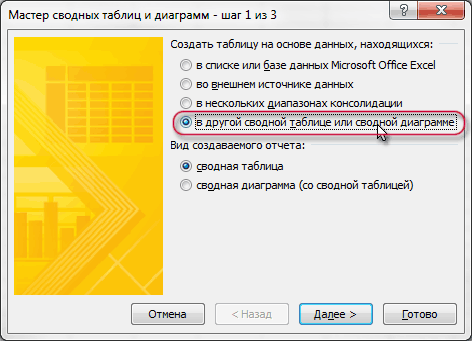 Мастер сводных таблиц и диаграмм - шаг 1 из 3
Создать таблицу на основе данных, находящихся:
в списке или базе данных Microsoft Office Excel
во внешнем источнике данных
в нескольких диапазонах консолидации
в другой сводной таблице или сводной диаграмме
Вид создаваемого отчета:
сводная таблица
сводная диаграмма (со сводной таблицей)
Отмена
< Назад
Далее >
Готово